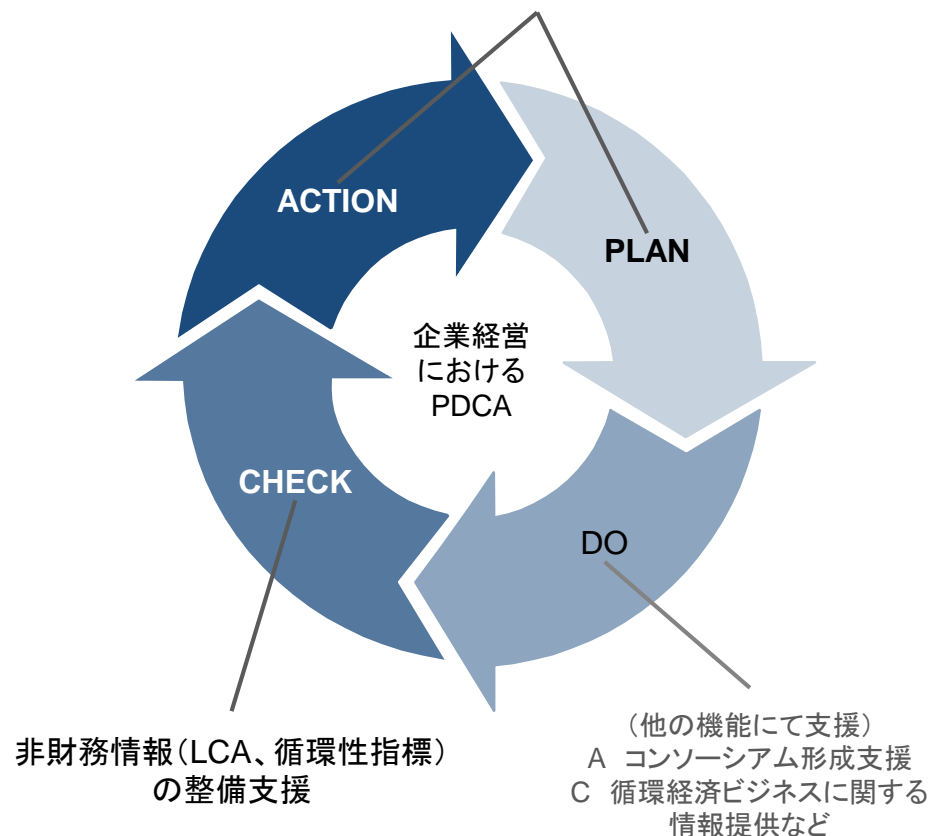 ACTION
PLAN
企業経営
における
PDCA
CHECK
DO
非財務情報（LCA、循環性指標）
の整備支援
（他の機能にて支援）
A　コンソーシアム形成支援
C　循環経済ビジネスに関する
情報提供など